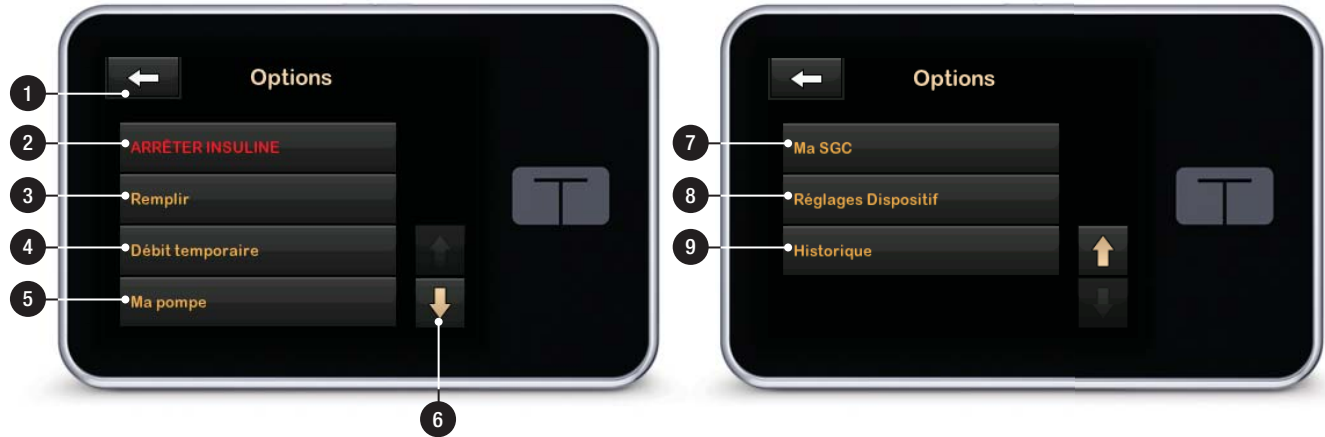 Options
1
2 ARRÊTER INSULINE
3 Remplir
4 Débit temporaire
5 Ma pompe
6
Options
7 Ma SGC
8 Réglages Dispositif
9 Historique